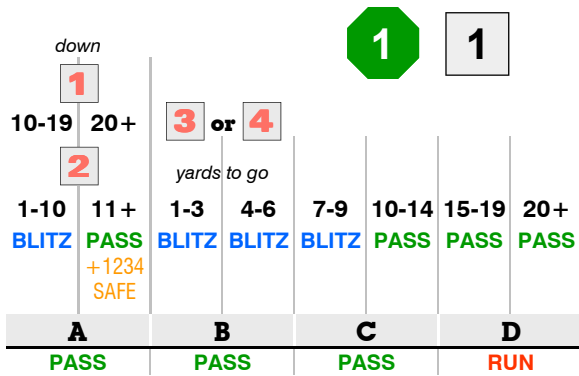 1 1
down
1
10-19 20+ 3 or 4
2 yards to go
1-10 11+ 1-3 4-6 7-9 10-14 15-19 20+
BLITZ PASS BLITZ BLITZ BLITZ PASS PASS PASS
+1234
SAFE
A B C D
PASS PASS PASS RUN